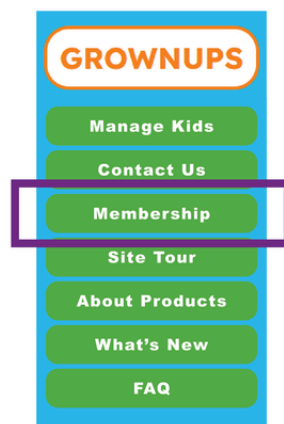 GROWNUPS
Manage Kids
Contact Us
Membership
Site Tour
About Products
What's New
FAQ